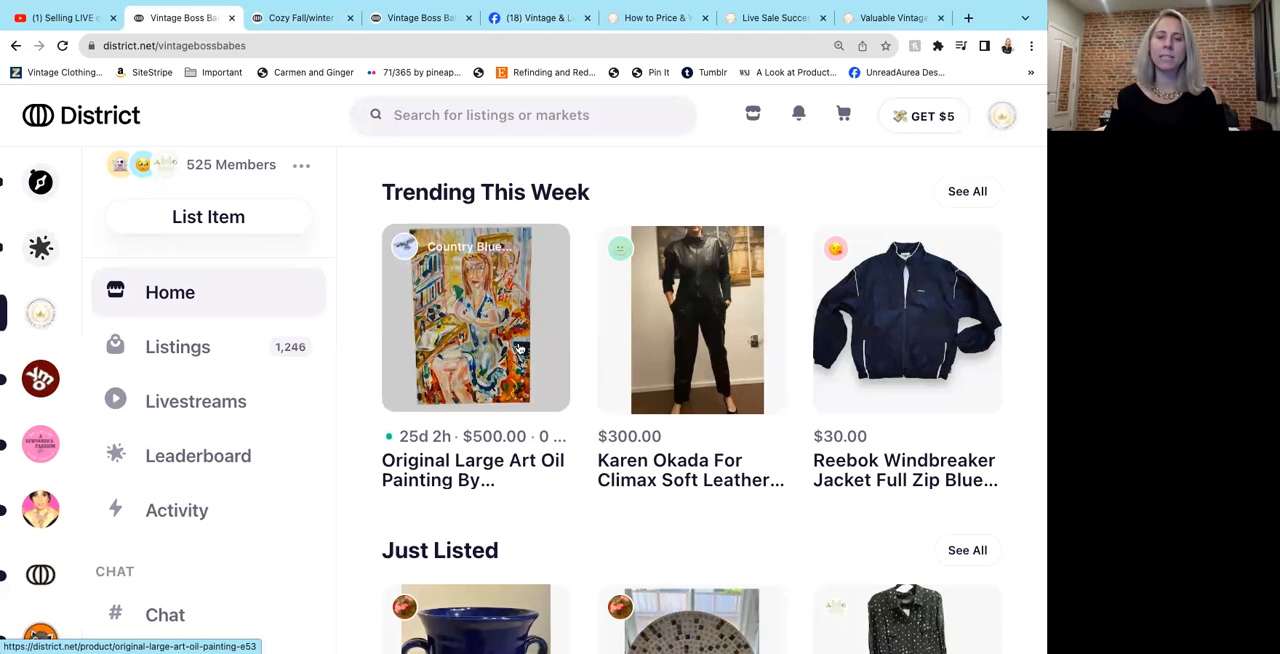 (1) Selling LIVE o
Vintage Boss Bal
Cozy Fall/winter
Vintage Boss Bal
(18) Vintage & L
How to Price & V
Live Sale Succe
Valuable Vintage
district.net/vintagebossbabes
Vintage Clothing...
SiteStripe
Important
Carmen and Ginger
71/365 by pineap...
Refinding and Red...
Pin It
Tumblr
WSJ
A Look at Product...
UnreadAurea Des...
»
District
Search for listings or markets
GET $5
525 Members
List Item
Home
Listings
1,246
Livestreams
Leaderboard
Activity
CHAT
# Chat
Trending This Week
See All
Country Blue...
25d 2h · $500.00 · 0 ...
Original Large Art Oil
Painting By...
$300.00
Karen Okada For
Climax Soft Leather...
$30.00
Reebok Windbreaker
Jacket Full Zip Blue...
Just Listed
See All
https://district.net/product/original-large-art-oil-painting-e53